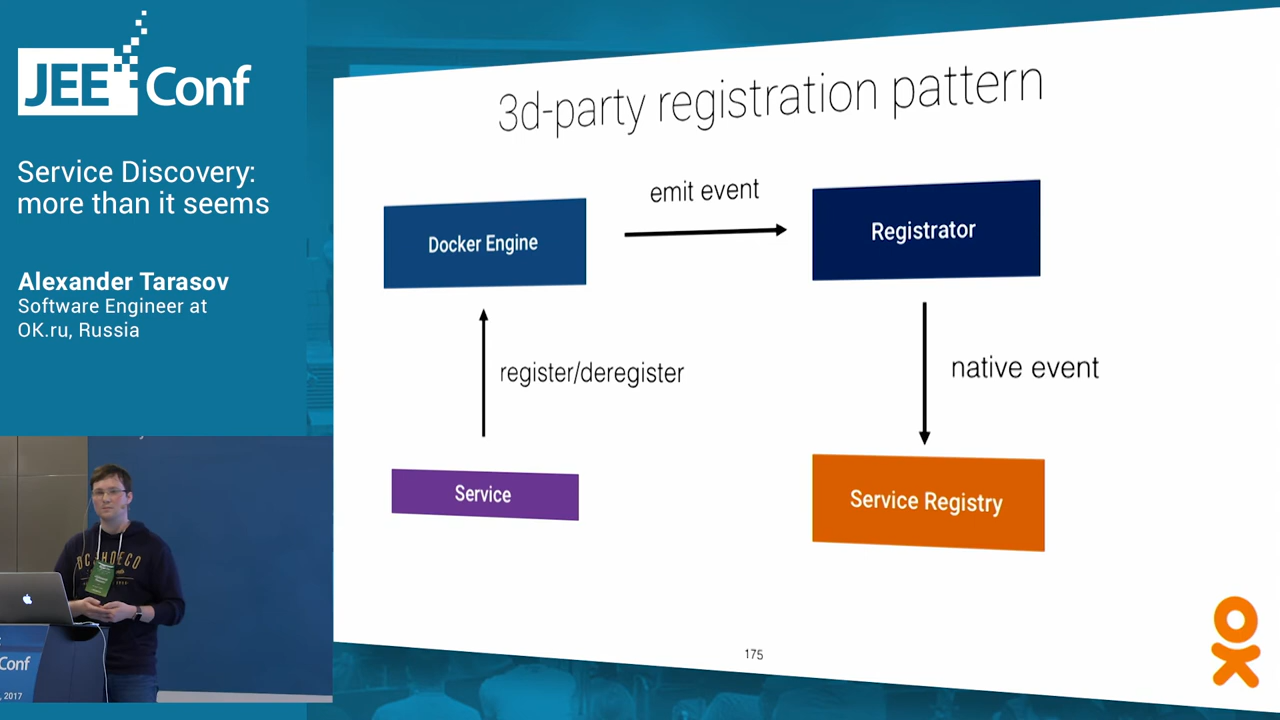 JEE Conf
Service Discovery:
more than it seems
Alexander Tarasov
Software Engineer at
OK.ru, Russia
3d-party registration pattern
emit event
Docker Engine
Registrator
register/deregister
native event
Service
Service Registry
175
Conf
, 2017